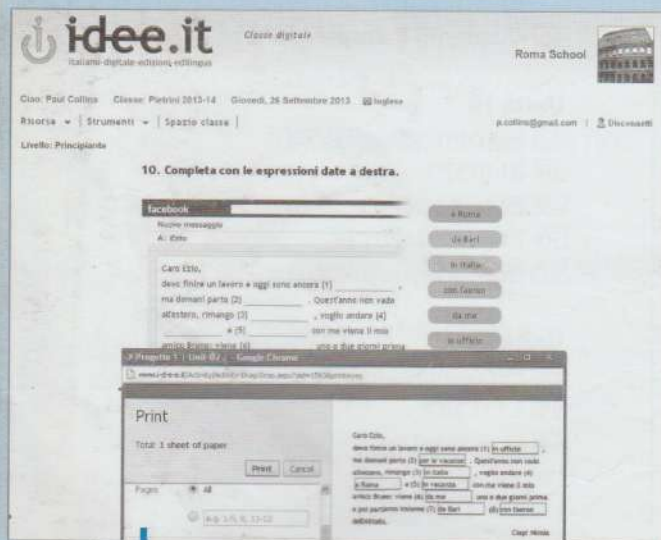 idee.it
Classe digitale
italiano-digitale-edizioni edilingua
Roma School
Ciao: Paul Collins Classe: Pietrini 2013-14 Giovedì, 26 Settembre 2013 Inglese
Risorse Strumenti Spazio classe
p.collins@gmail.com Disconnetti
Livello: Principiante
10. Completa con le espressioni date a destra.
facebook
Nuovo messaggio
A: Ezio
Caro Ezio,
devo finire un lavoro e oggi sono ancora (1) ,
ma domani parto (2) . Quest'anno non vado
all'estero, rimango (3) , voglio andare (4)
e (5) con me viene il mio
amico Bruno: viene (6) uno o due giorni prima
a Roma
da Bari
in Italia
con l'aereo
da me
in ufficio
Progetto 1 | Unit - Google Chrome
Print
Total: 1 sheet of paper
Print Cancel
Pages All
e.g. 1-5, 8, 11-13
Caro Ezio,
devo finire un lavoro e oggi sono ancora (1) in ufficio ,
ma domani parto (2) per le vacanze . Quest'anno non vado
all'estero, rimango (3) in Italia , voglio andare (4)
a Roma e (5) in vacanza con me viene il mio
amico Bruno: viene (6) da me uno o due giorni prima
e poi partiamo insieme (7) da Bari (8) con l'aereo